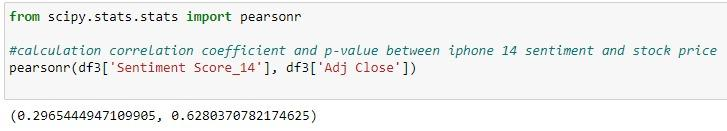 from scipy.stats.stats import pearsonr
#calculation correlation coefficient and p-value between iphone 14 sentiment and stock price
pearsonr(df3['Sentiment Score_14'], df3['Adj Close'])
(0.2965444947109905, 0.6280370782174625)